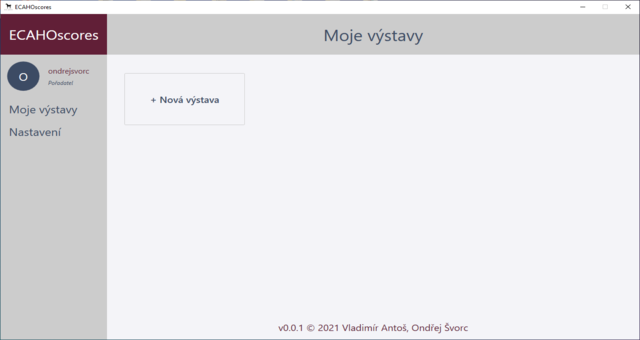 ECAHOscores
ECAHOscores
Moje výstavy
O
ondrejsvorc
Pořadatel
Moje výstavy
Nastavení
+ Nová výstava
v0.0.1 © 2021 Vladimír Antoš, Ondřej Švorc